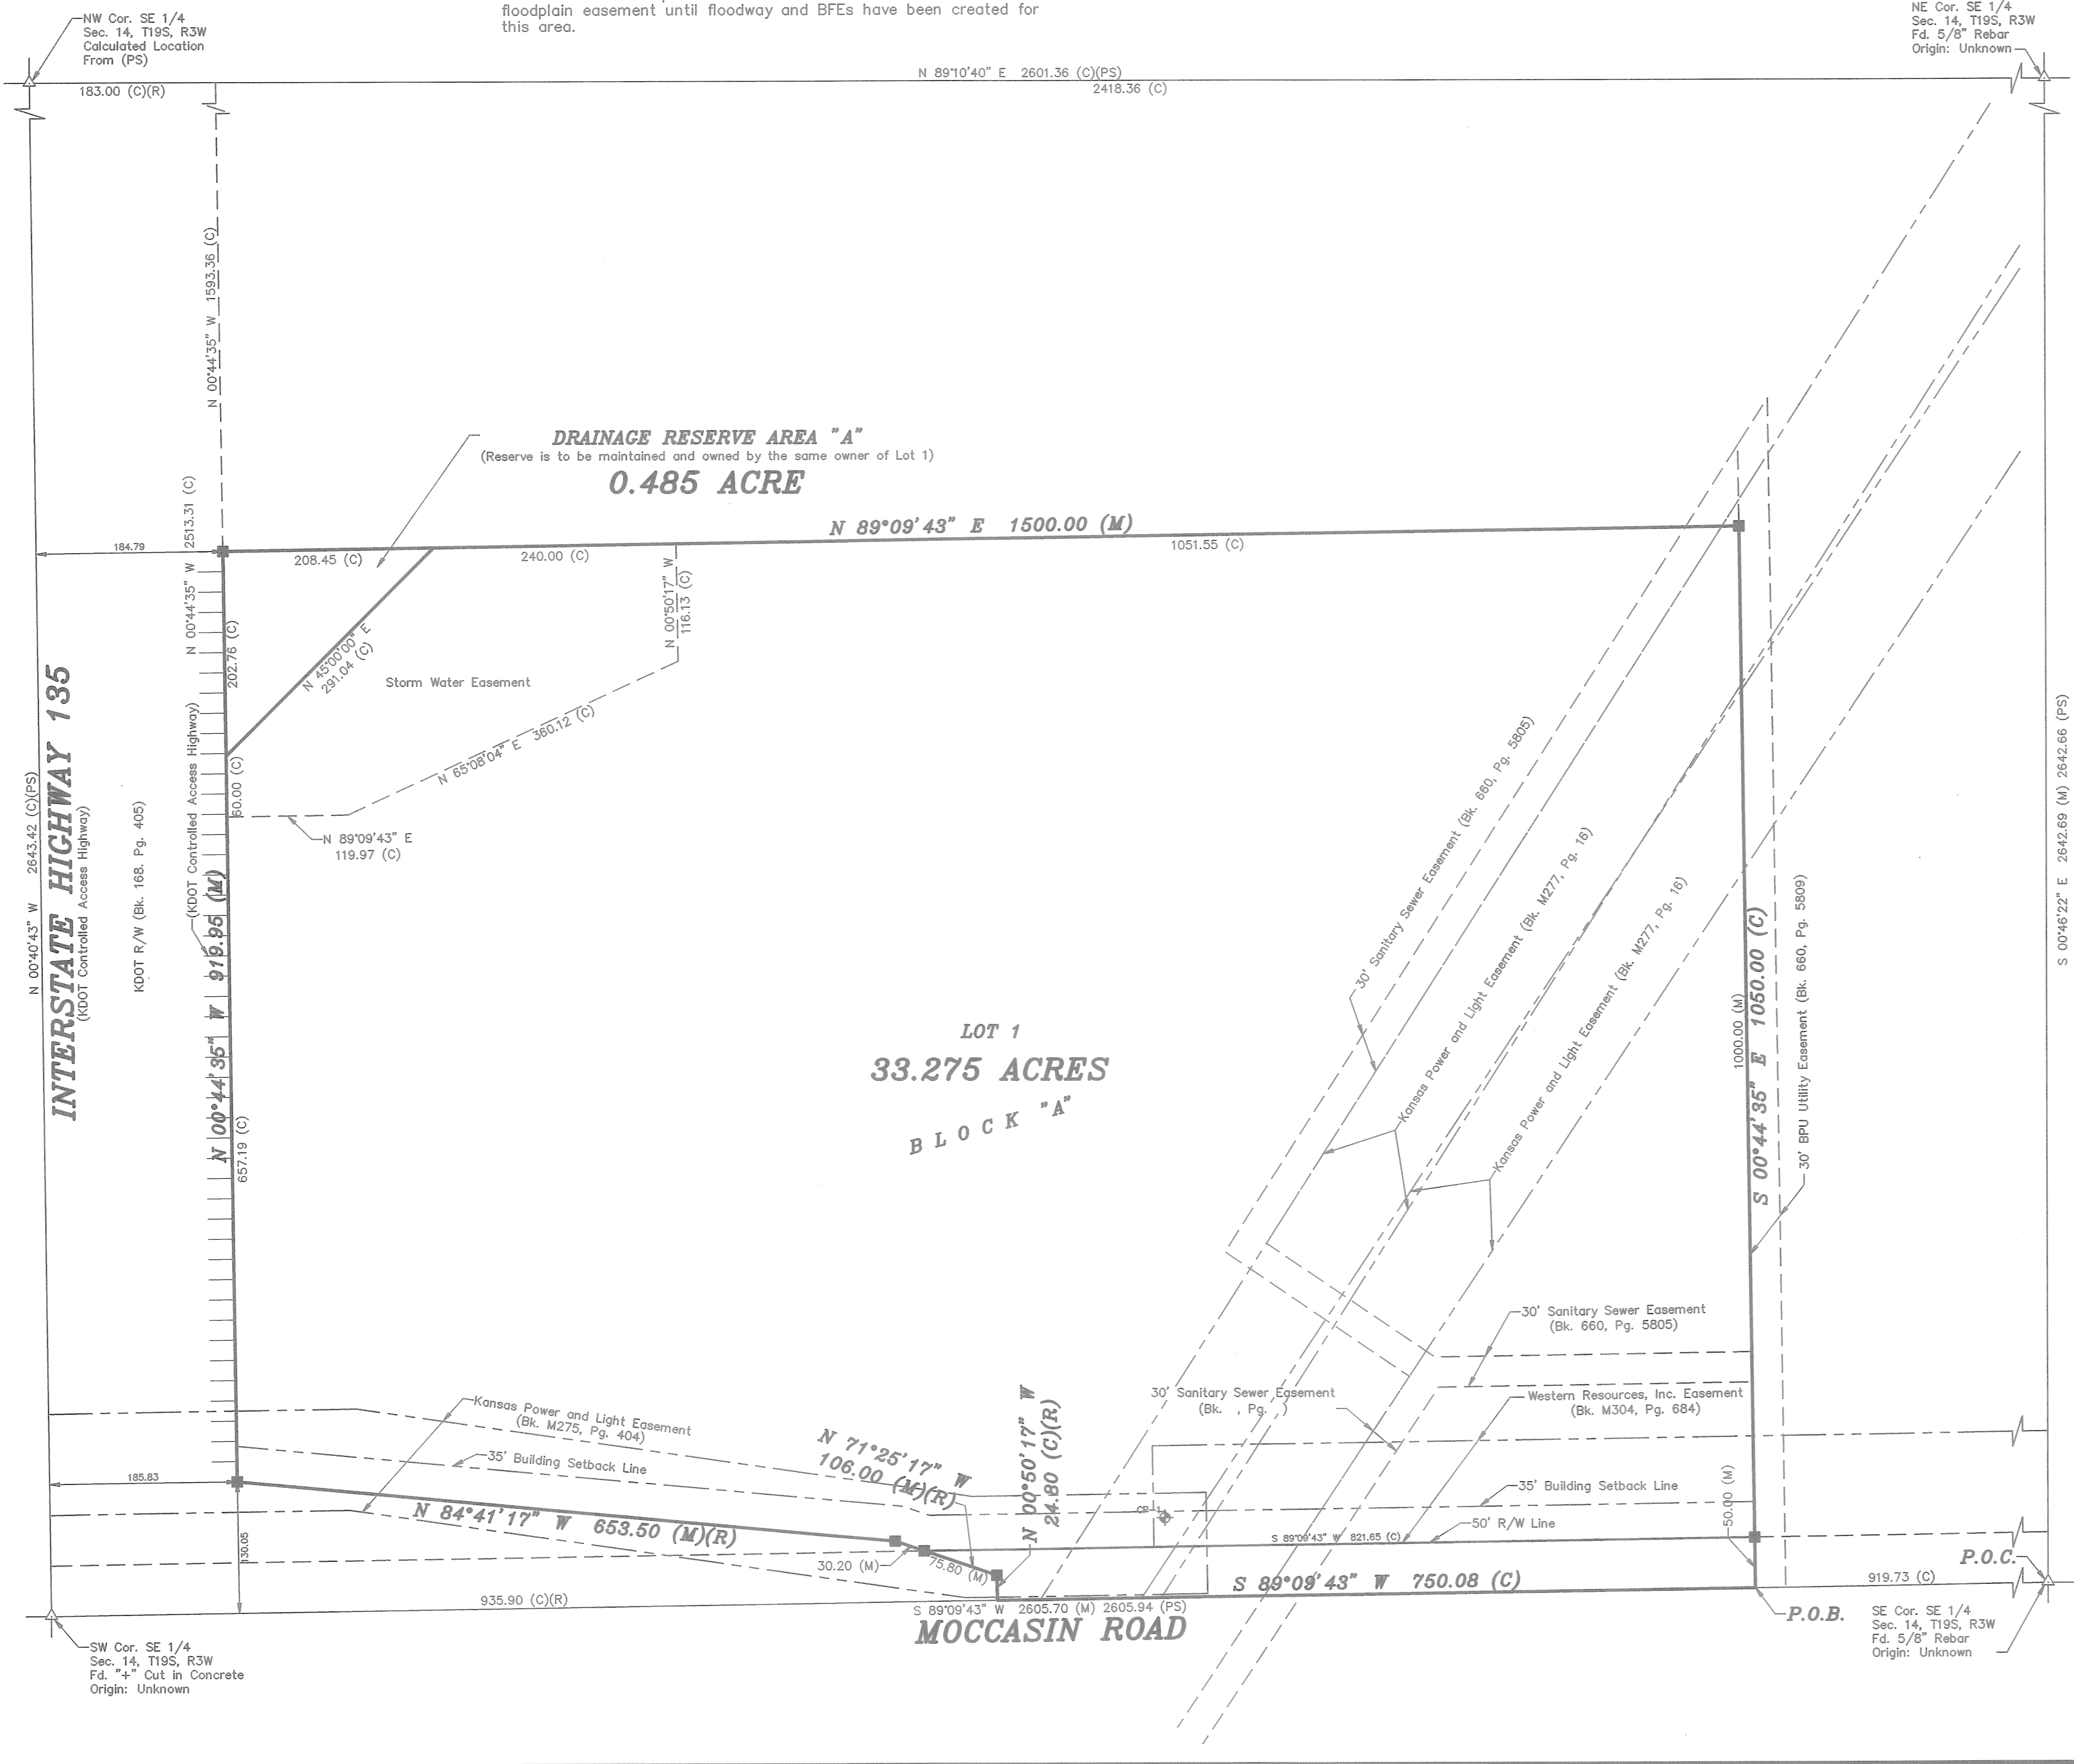 floodplain easement until floodway and BFEs have been created for
this area.
NW Cor. SE 1/4
Sec. 14, T19S, R3W
Calculated Location
From (PS)
NE Cor. SE 1/4
Sec. 14, T19S, R3W
Fd. 5/8" Rebar
Origin: Unknown
N 89°10'40" E 2601.36 (C)(PS)
183.00 (C)(R)
2418.36 (C)
N 00°44'35" W 1593.36 (C)
DRAINAGE RESERVE AREA "A"
(Reserve is to be maintained and owned by the same owner of Lot 1)
0.485 ACRE
N 00°44'35" W 2513.31 (C)
184.79
N 89°09'43" E 1500.00 (M)
208.45 (C)
240.00 (C)
1051.55 (C)
N 00°50'17" W
116.13 (C)
202.76 (C)
N 45°00'00" E
291.04 (C)
Storm Water Easement
N 65°08'04" E 360.12 (C)
60.00 (C)
N 89°09'43" E
119.97 (C)
N 00°40'43" W 2643.42 (C)(PS)
INTERSTATE HIGHWAY 135
(KDOT Controlled Access Highway)
KDOT R/W (Bk. 168. Pg. 405)
(KDOT Controlled Access Highway)
N 00°44'35" W 919.95 (M)
657.19 (C)
LOT 1
33.275 ACRES
BLOCK "A"
30' Sanitary Sewer Easement (Bk. 660, Pg. 5805)
Kansas Power and Light Easement (Bk. M277, Pg. 16)
Kansas Power and Light Easement (Bk. M277, Pg. 16)
1000.00 (M)
S 00°44'35" E 1050.00 (C)
30' BPU Utility Easement (Bk. 660, Pg. 5809)
S 00°46'22" E 2642.69 (M) 2642.66 (PS)
30' Sanitary Sewer Easement
(Bk. 660, Pg. 5805)
30' Sanitary Sewer Easement
(Bk. , Pg. )
Western Resources, Inc. Easement
(Bk. M304, Pg. 684)
Kansas Power and Light Easement
(Bk. M275, Pg. 404)
35' Building Setback Line
N 71°25'17" W
106.00 (M)(R)
N 00°50'17" W
24.80 (C)(R)
185.83
N 84°41'17" W 653.50 (M)(R)
130.05
CP-1
35' Building Setback Line
50' R/W Line
S 89°09'43" W 821.65 (C)
50.00 (M)
30.20 (M)
75.80 (M)
P.O.C.
S 89°09'43" W 750.08 (C)
919.73 (C)
935.90 (C)(R)
S 89°09'43" W 2605.70 (M) 2605.94 (PS)
MOCCASIN ROAD
P.O.B.
SE Cor. SE 1/4
Sec. 14, T19S, R3W
Fd. 5/8" Rebar
Origin: Unknown
SW Cor. SE 1/4
Sec. 14, T19S, R3W
Fd. "+" Cut in Concrete
Origin: Unknown